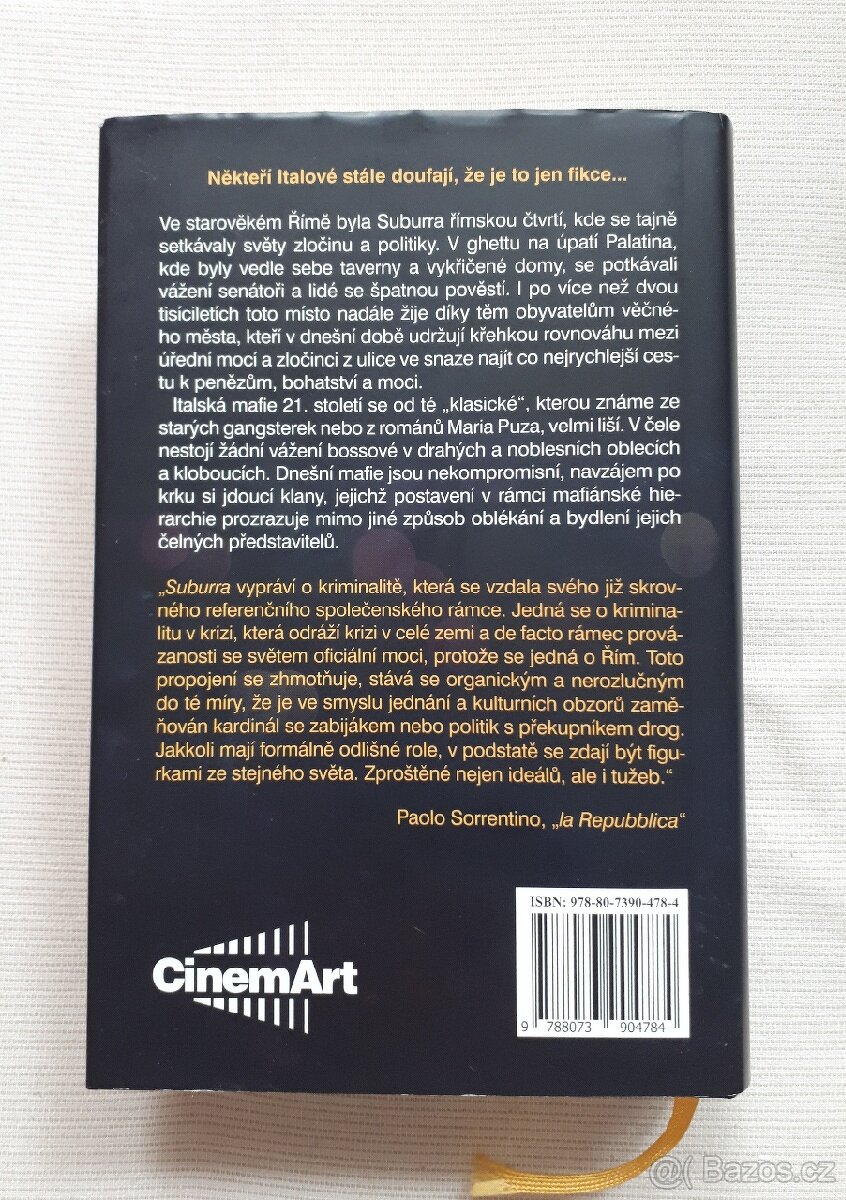 Někteří Italové stále doufají, že je to jen fikce...
Ve starověkém Římě byla Suburra římskou čtvrtí, kde se tajně
setkávaly světy zločinu a politiky. V ghettu na úpatí Palatina,
kde byly vedle sebe taverny a vykřičené domy, se potkávali
vážení senátoři a lidé se špatnou pověstí. I po více než dvou
tisíciletích toto místo nadále žije díky těm obyvatelům věčné-
ho města, kteří v dnešní době udržují křehkou rovnováhu mezi
úřední mocí a zločinci z ulice ve snaze najít co nejrychlejší ces-
tu k penězům, bohatství a moci.
Italská mafie 21. století se od té „klasické“, kterou známe ze
starých gangsterek nebo z románů Maria Puza, velmi liší. V čele
nestojí žádní vážení bossové v drahých a noblesních oblecích
a kloboucích. Dnešní mafie jsou nekompromisní, navzájem po
krku si jdoucí klany, jejichž postavení v rámci mafiánské hie-
rarchie prozrazuje mimo jiné způsob oblékání a bydlení jejich
čelných představitelů.
„Suburra vypráví o kriminalitě, která se vzdala svého již skrov-
ného referenčního společenského rámce. Jedná se o krimina-
litu v krizi, která odráží krizi v celé zemi a de facto rámec prová-
zanosti se světem oficiální moci, protože se jedná o Řím. Toto
propojení se zhmotňuje, stává se organickým a nerozlučným
do té míry, že je ve smyslu jednání a kulturních obzorů zamě-
ňován kardinál se zabijákem nebo politik s překupníkem drog.
Jakkoli mají formálně odlišné role, v podstatě se zdají být figu-
rkami ze stejného světa. Zproštěné nejen ideálů, ale i tužeb.“
Paolo Sorrentino, „la Repubblica“
ISBN: 978-80-7390-478-4
CinemArt
9 788073 904784
@( Bazos.cz